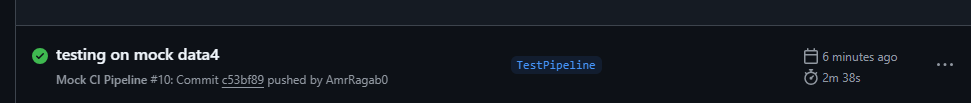 testing on mock data4
Mock CI Pipeline #10: Commit c53bf89 pushed by AmrRagab0
TestPipeline
6 minutes ago
2m 38s